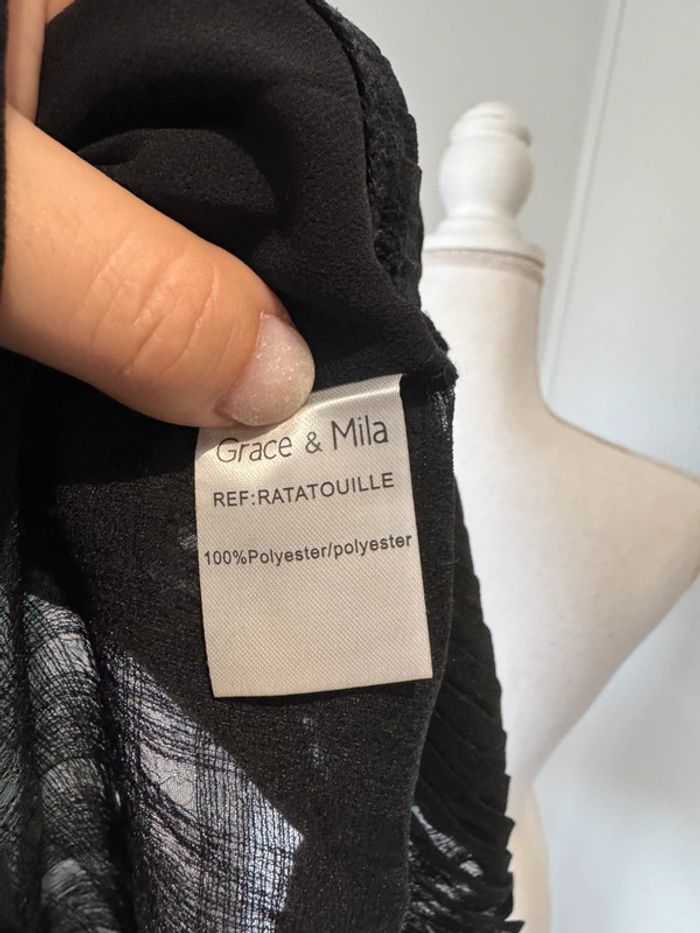 Grace & Mila
REF:RATATOUILLE
100%Polyester/polyester